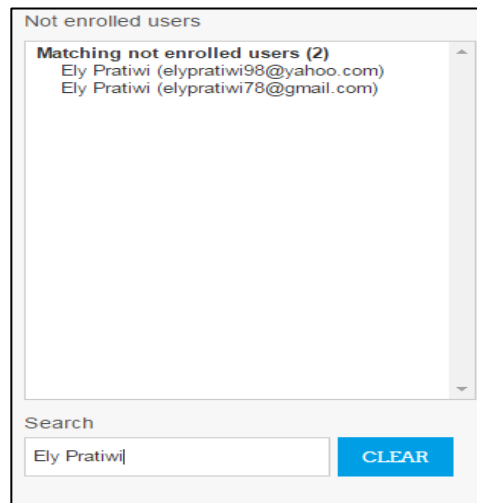 Not enrolled users
Matching not enrolled users (2)
Ely Pratiwi (elypratiwi98@yahoo.com)
Ely Pratiwi (elypratiwi78@gmail.com)
Search
Ely Pratiwi
CLEAR